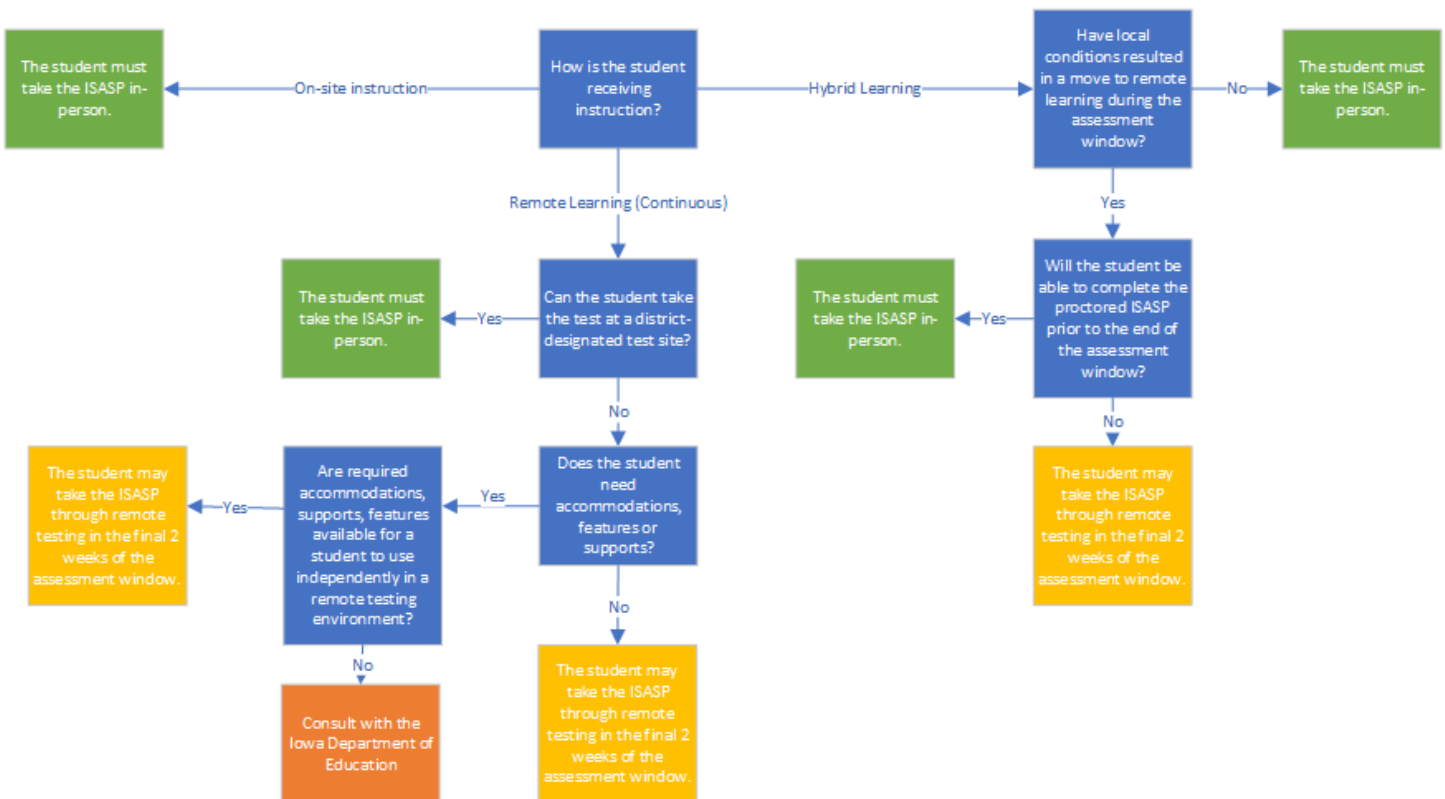 The student must
take the ISASP in-
person.
On-site instruction
How is the student
receiving
instruction?
Hybrid Learning
Have local
conditions resulted
in a move to remote
learning during the
assessment
window?
No
The student must
take the ISASP in-
person.
Remote Learning (Continuous)
Yes
The student must
take the ISASP in-
person.
Yes
Can the student take
the test at a district-
designated test site?
The student must
take the ISASP in-
person.
Yes
Will the student be
able to complete the
proctored ISASP
prior to the end of
the assessment
window?
No
No
The student may
take the ISASP
through remote
testing in the final 2
weeks of the
assessment window.
Yes
Are required
accommodations,
supports, features
available for a
student to use
independently in a
remote testing
environment?
Yes
Does the student
need
accommodations,
features or
supports?
The student may
take the ISASP
through remote
testing in the final 2
weeks of the
assessment window.
No
No
Consult with the
Iowa Department of
Education
The student may
take the ISASP
through remote
testing in the final 2
weeks of the
assessment window.